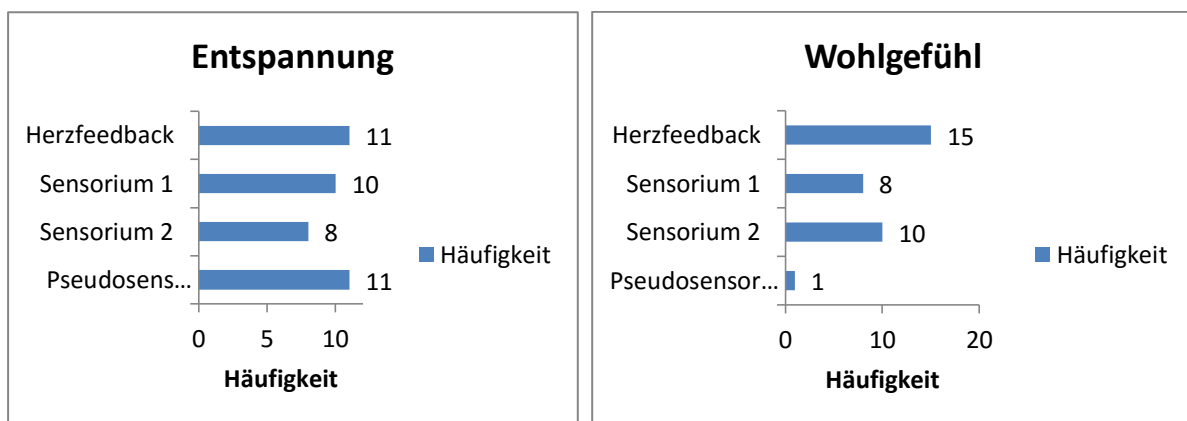 Entspannung
Herzfeedback
11
Sensorium 1
10
Sensorium 2
8
Pseudosens...
11
Häufigkeit
0 5 10
Häufigkeit
Wohlgefühl
Herzfeedback
15
Sensorium 1
8
Sensorium 2
10
Pseudosensor...
1
Häufigkeit
0 10 20
Häufigkeit